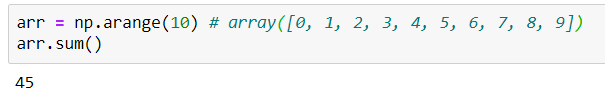 arr = np.arange(10) # array([0, 1, 2, 3, 4, 5, 6, 7, 8, 9])
arr.sum()
45